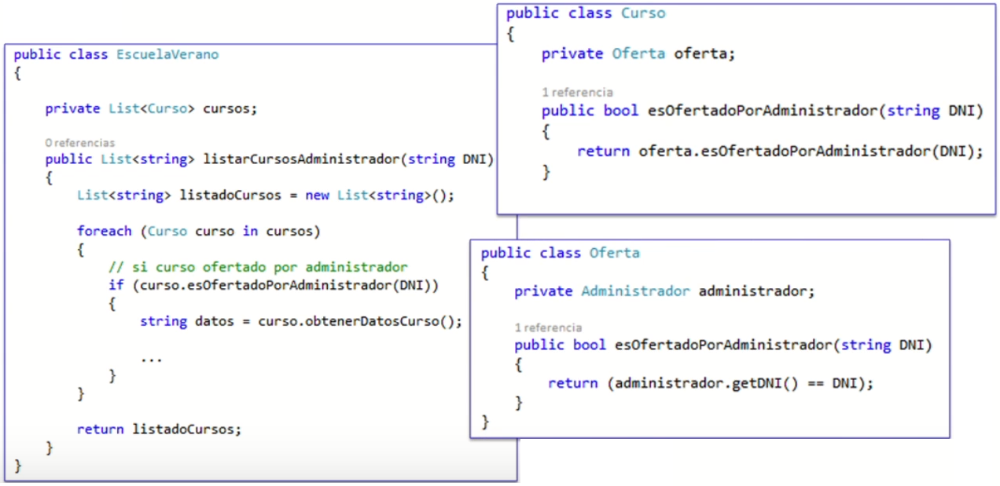 public class EscuelaVerano
{
private List<Curso> cursos;
0 referencias
public List<string> listarCursosAdministrador(string DNI)
{
List<string> listadoCursos = new List<string>();
foreach (Curso curso in cursos)
{
// si curso ofertado por administrador
if (curso.esOfertadoPorAdministrador(DNI))
{
string datos = curso.obtenerDatosCurso();
...
}
}
return listadoCursos;
}
}
public class Curso
{
private Oferta oferta;
1 referencia
public bool esOfertadoPorAdministrador(string DNI)
{
return oferta.esOfertadoPorAdministrador(DNI);
}
public class Oferta
{
private Administrador administrador;
1 referencia
public bool esOfertadoPorAdministrador(string DNI)
{
return (administrador.getDNI() == DNI);
}
}